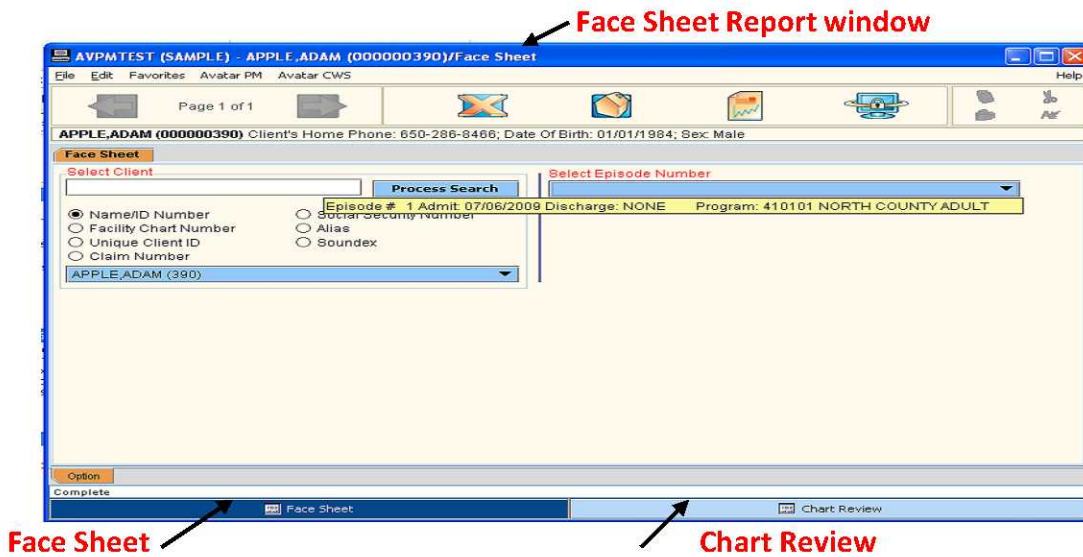 Face Sheet Report window
AVPMTEST (SAMPLE) - APPLE,ADAM (000000390)/Face Sheet
File Edit Favorites Avatar PM Avatar CWS Help
Page 1 of 1
APPLE,ADAM (000000390) Client's Home Phone: 650-286-8466; Date Of Birth: 01/01/1984; Sex: Male
Face Sheet
Select Client
Select Episode Number
Process Search
Episode # 1 Admit: 07/06/2009 Discharge: NONE Program: 410101 NORTH COUNTY ADULT
Name/ID Number
Social Security Number
Facility Chart Number
Alias
Unique Client ID
Soundex
Claim Number
APPLE,ADAM (390)
Option
Complete
Face Sheet
Chart Review
Face Sheet
Chart Review